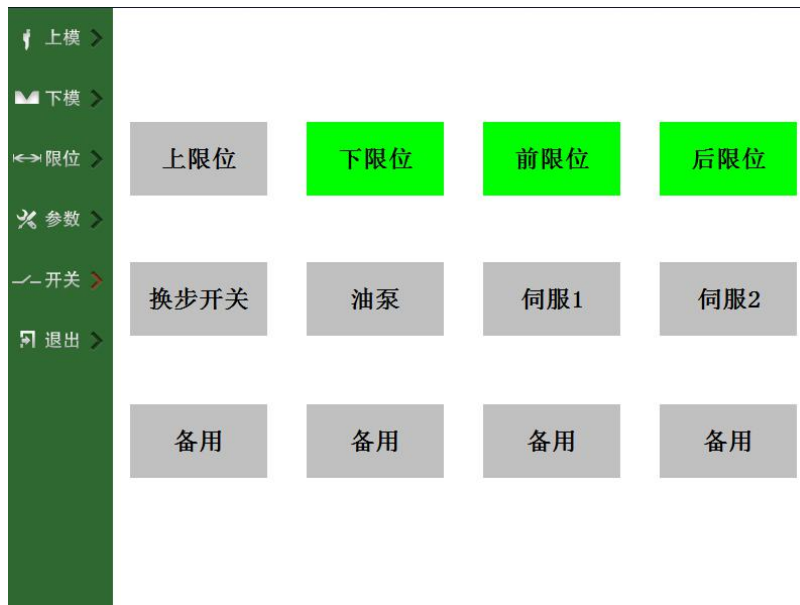 上模
下模
限位
参数
开关
退出
上限位 下限位 前限位 后限位
换步开关 油泵 伺服1 伺服2
备用 备用 备用 备用